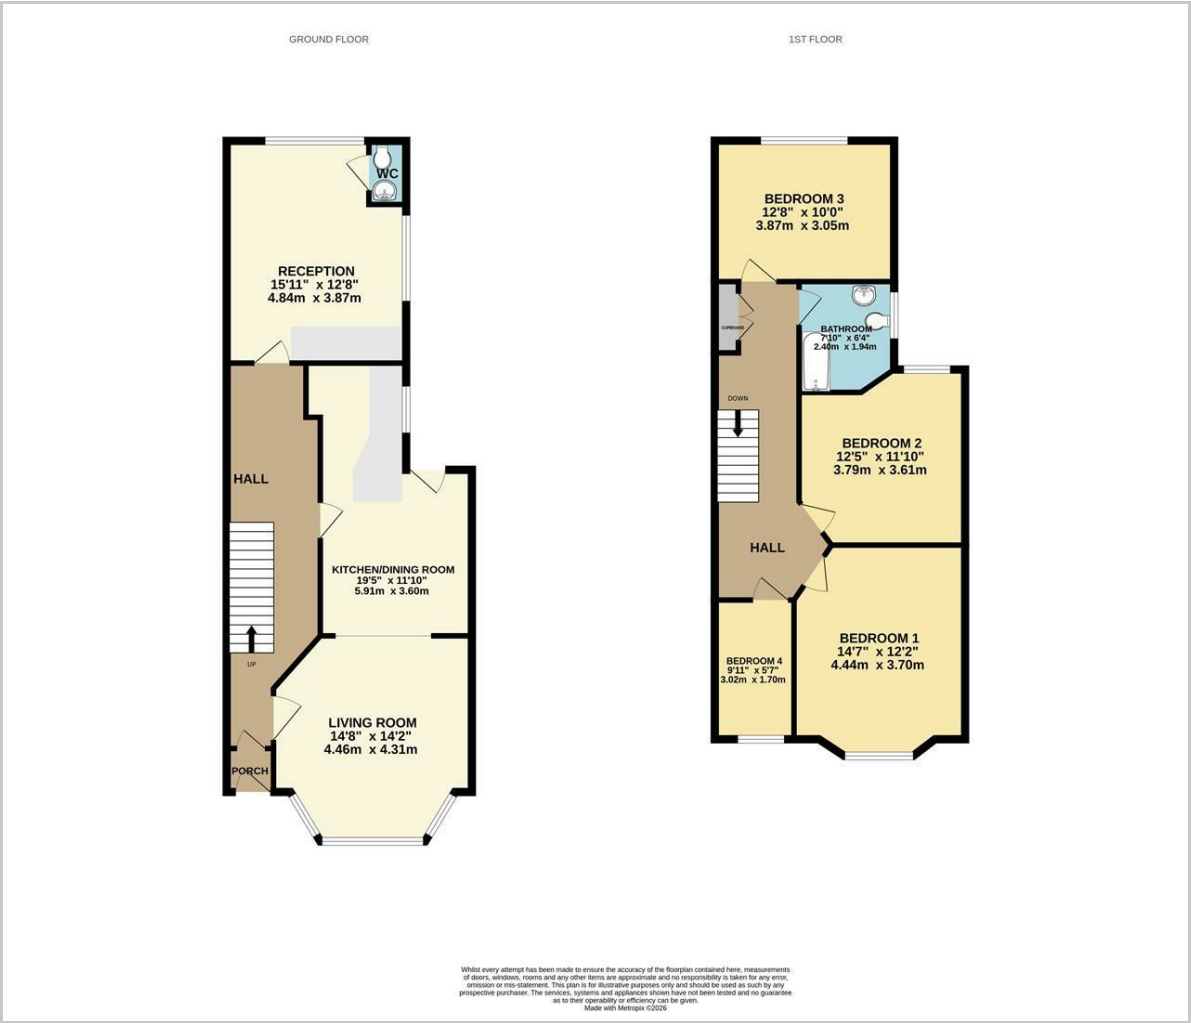 GROUND FLOOR
WC
RECEPTION
15'11" x 12'8"
4.84m x 3.87m
HALL
KITCHEN/DINING ROOM
19'5" x 11'10"
5.91m x 3.60m
UP
LIVING ROOM
14'8" x 14'2"
4.46m x 4.31m
PORCH
1ST FLOOR
BEDROOM 3
12'8" x 10'0"
3.87m x 3.05m
CUPBOARD
BATHROOM
7'10" x 6'4"
2.40m x 1.94m
DOWN
BEDROOM 2
12'5" x 11'10"
3.79m x 3.61m
HALL
BEDROOM 1
14'7" x 12'2"
4.44m x 3.70m
BEDROOM 4
9'11" x 5'7"
3.02m x 1.70m
Whilst every attempt has been made to ensure the accuracy of the floorplan contained here, measurements
of doors, windows, rooms and any other items are approximate and no responsibility is taken for any error,
omission or mis-statement. This plan is for illustrative purposes only and should be used as such by any
prospective purchaser. The services, systems and appliances shown have not been tested and no guarantee
as to their operability or efficiency can be given.
Made with Metropix ©2026